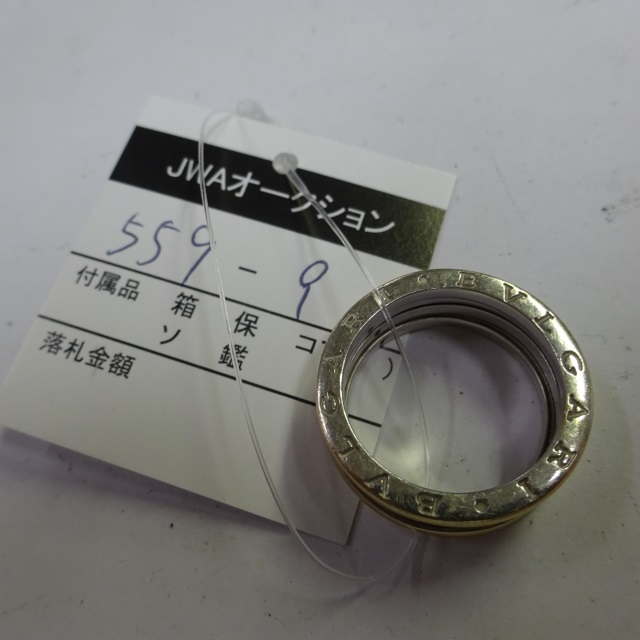 JWAオークション
559-9
付属品 箱 保 コ
ソ 鑑
落札金額
BVLGARI BVLGARI